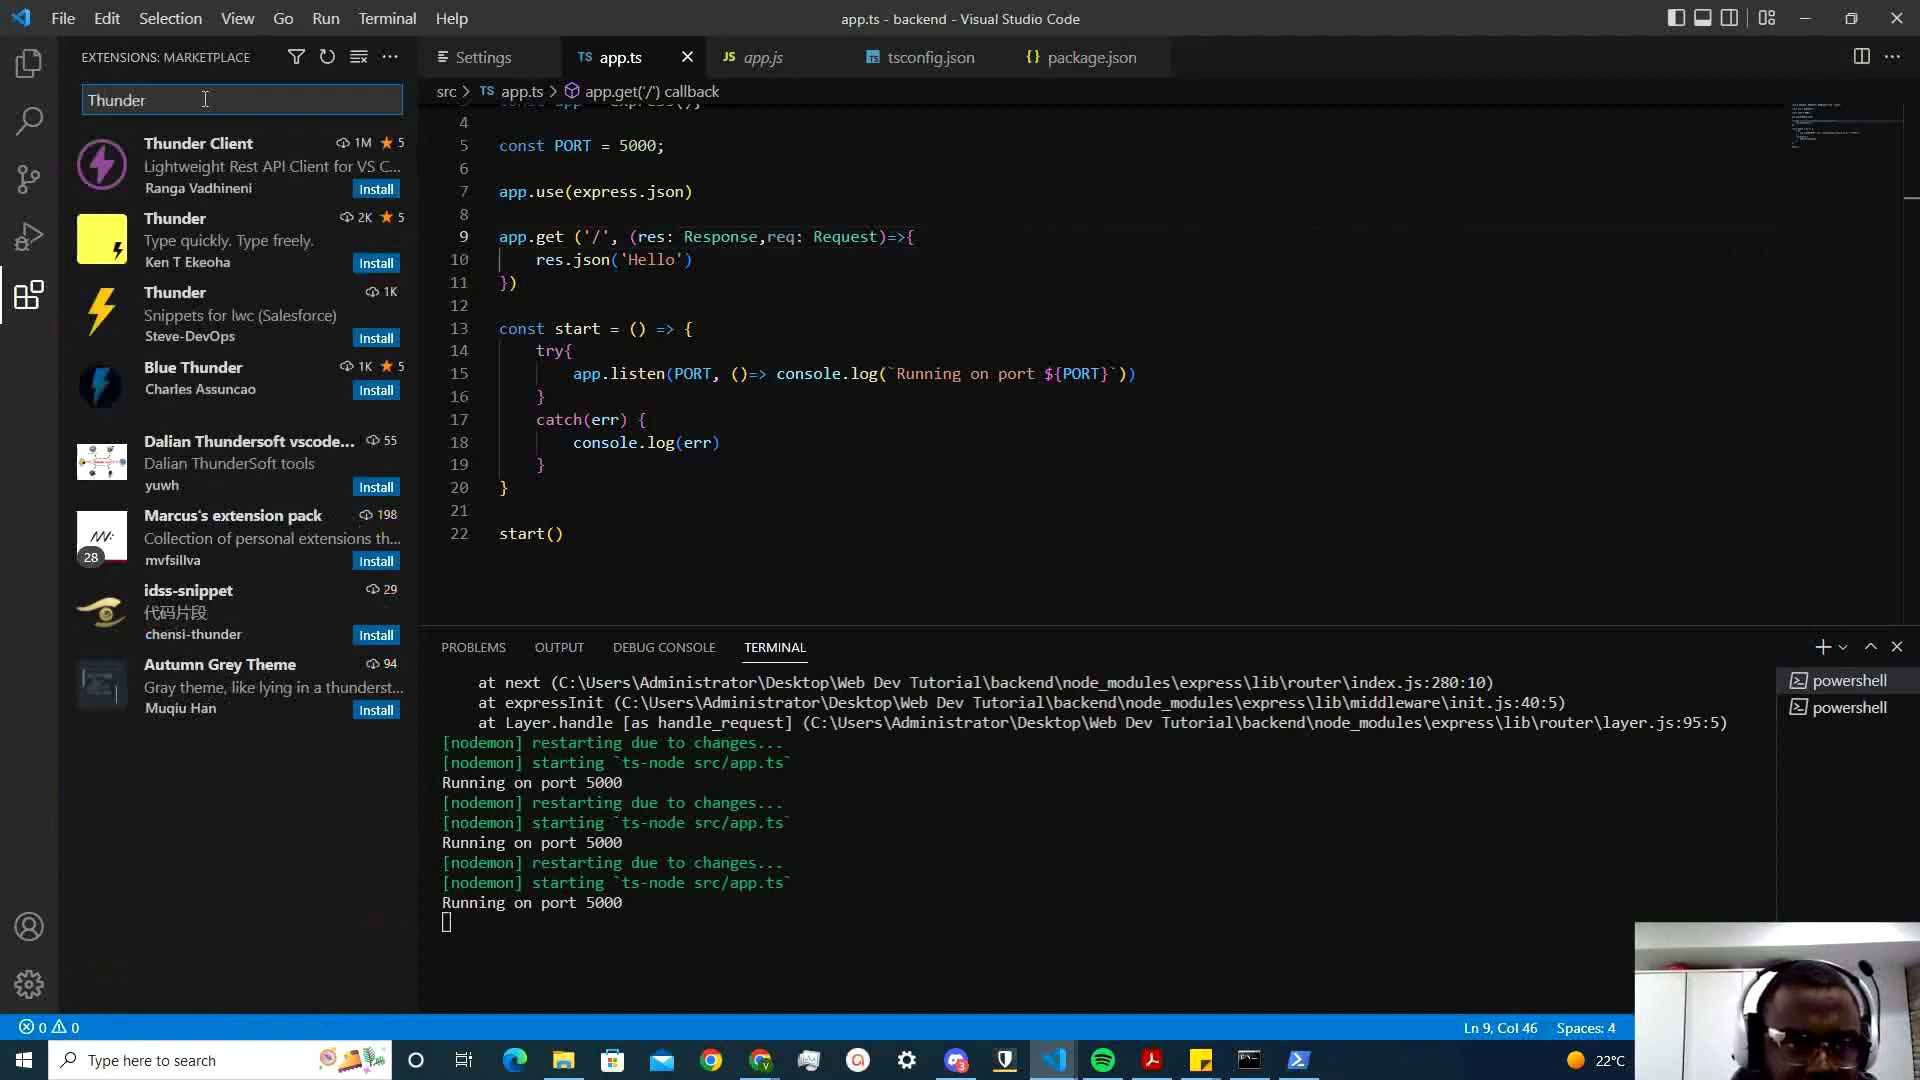 File Edit Selection View Go Run Terminal Help
app.ts - backend - Visual Studio Code
EXTENSIONS: MARKETPLACE
Thunder
Thunder Client 1M 5
Lightweight Rest API Client for VS C...
Ranga Vadhineni Install
Thunder 2K 5
Type quickly. Type freely.
Ken T Ekeoha Install
Thunder 1K
Snippets for lwc (Salesforce)
Steve-DevOps Install
Blue Thunder 1K 5
Charles Assuncao Install
Dalian Thundersoft vscode... 55
Dalian ThunderSoft tools
yuwh Install
Marcus's extension pack 198
Collection of personal extensions th...
28
mvfsillva Install
idss-snippet 29
代码片段
chensi-thunder Install
Autumn Grey Theme 94
Gray theme, like lying in a thunderst...
Muqiu Han Install
Settings TS app.ts JS app.js tsconfig.json {} package.json
src > TS app.ts > app.get('/') callback
4
5 const PORT = 5000;
6
7 app.use(express.json)
8
9 app.get ('/', (res: Response,req: Request)=>{
10 res.json('Hello')
11 })
12
13 const start = () => {
14 try{
15 app.listen(PORT, ()=> console.log(`Running on port ${PORT}`))
16 }
17 catch(err) {
18 console.log(err)
19 }
20 }
21
22 start()
PROBLEMS OUTPUT DEBUG CONSOLE TERMINAL
at next (C:\Users\Administrator\Desktop\Web Dev Tutorial\backend\node_modules\express\lib\router\index.js:280:10)
at expressInit (C:\Users\Administrator\Desktop\Web Dev Tutorial\backend\node_modules\express\lib\middleware\init.js:40:5)
at Layer.handle [as handle_request] (C:\Users\Administrator\Desktop\Web Dev Tutorial\backend\node_modules\express\lib\router\layer.js:95:5)
[nodemon] restarting due to changes...
[nodemon] starting `ts-node src/app.ts`
Running on port 5000
[nodemon] restarting due to changes...
[nodemon] starting `ts-node src/app.ts`
Running on port 5000
[nodemon] restarting due to changes...
[nodemon] starting `ts-node src/app.ts`
Running on port 5000
powershell
powershell
0 0
Ln 9, Col 46 Spaces: 4
Type here to search
22°C